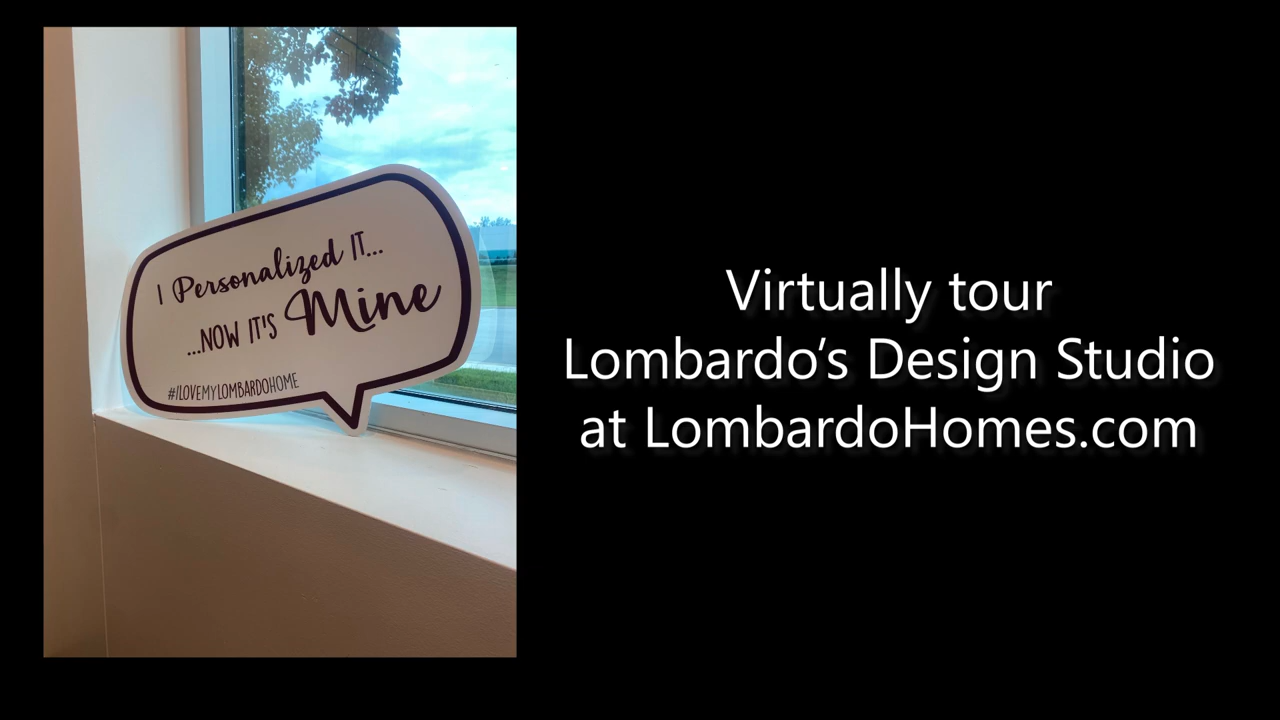 I Personalized IT...
...NOW IT'S Mine
#ILOVEMYLOMBARDOHOME
Virtually tour
Lombardo's Design Studio
at LombardoHomes.com